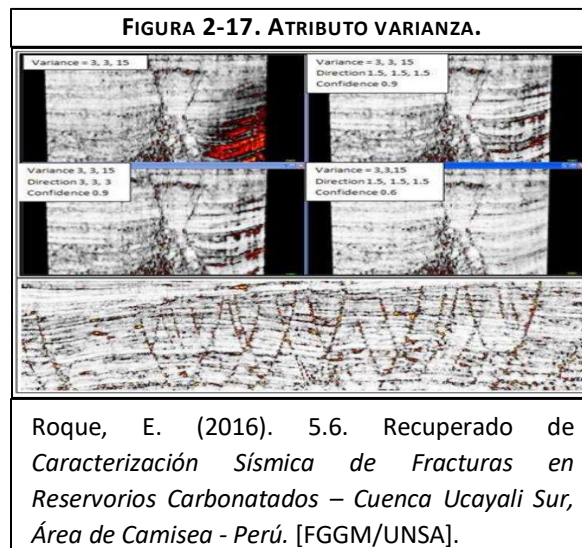 FIGURA 2-17. ATRIBUTO VARIANZA.
Variance = 3, 3, 15
Variance = 3, 3, 15
Direction 1.5, 1.5, 1.5
Confidence 0.9
Variance 3, 3, 15
Direction 3, 3, 3
Confidence 0.9
Variance = 3,3,15
Direction 1.5, 1.5, 1.5
Confidence 0.6
Roque, E. (2016). 5.6. Recuperado de
Caracterización Sísmica de Fracturas en
Reservorios Carbonatados – Cuenca Ucayali Sur,
Área de Camisea - Perú. [FGGM/UNSA].